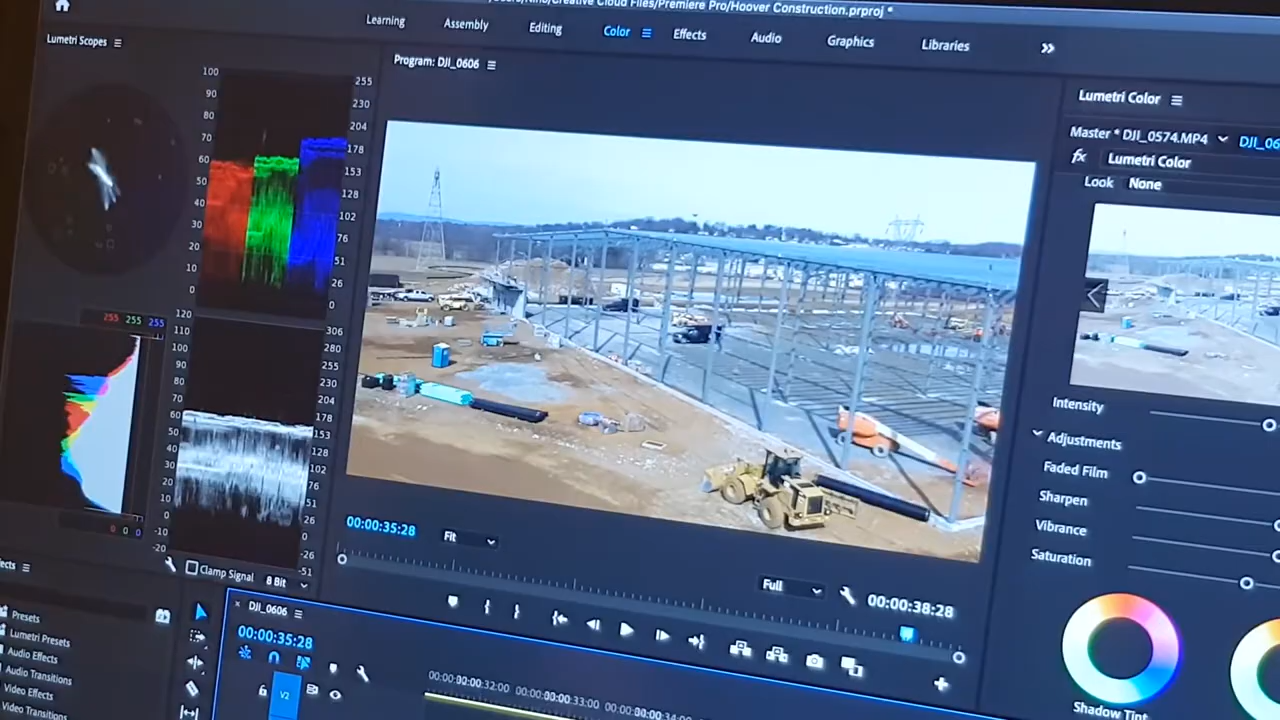 Creative Cloud Files/Premiere Pro/Hoover Construction.prproj *
Learning
Assembly
Editing
Color
Effects
Audio
Graphics
Libraries
Lumetri Scopes
Program: DJI_0606
Lumetri Color
Master * DJI_0574.MP4
DJI_06
fx Lumetri Color
Look None
100
90
80
70
60
50
40
30
20
10
0
255
230
204
178
153
128
102
76
51
26
0
255 255 255
120
110
100
90
80
70
60
50
40
30
20
10
0
-10
-20
306
280
255
230
204
178
153
128
102
76
51
26
0
-26
-51
0 0 0
Clamp Signal
8 Bit
Intensity
Adjustments
Faded Film
Sharpen
Vibrance
Saturation
Shadow Tint
00:00:35:28
Fit
Full
00:00:38:28
ects
Presets
Lumetri Presets
Audio Effects
Audio Transitions
Video Effects
Video Transitions
× DJI_0606
00:00:35:28
V2
00:00:32:00
00:00:33:00
00:00:34:00